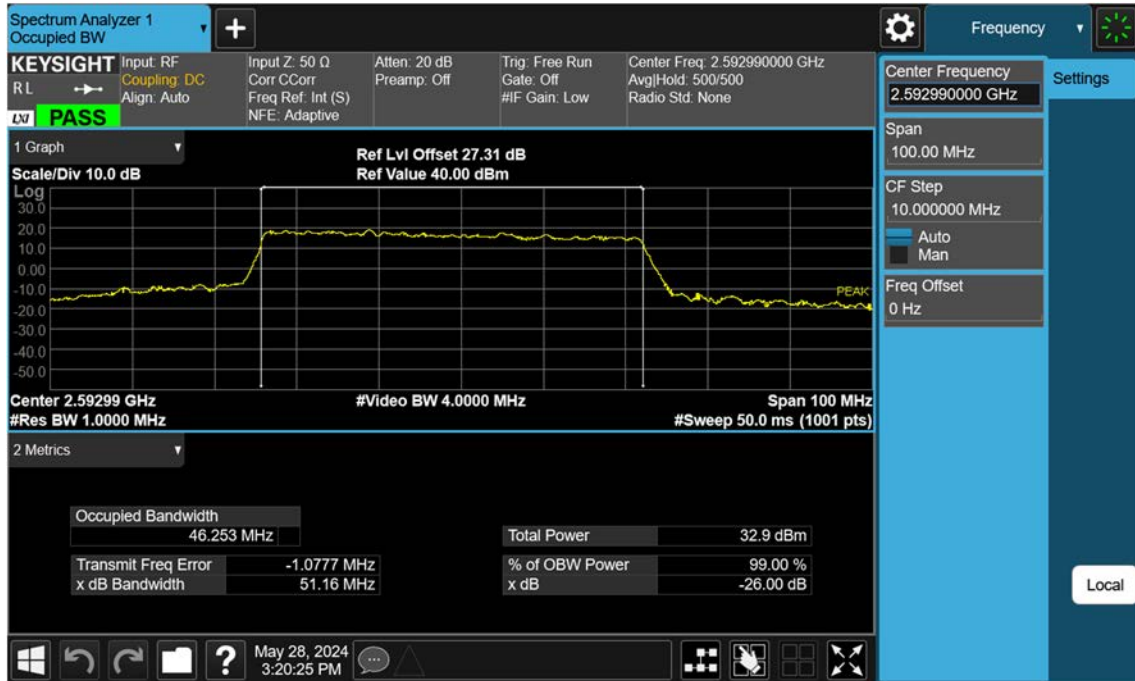 Spectrum Analyzer 1
Occupied BW
Frequency
KEYSIGHT
Input: RF
Coupling: DC
Align: Auto
R L
LXI
PASS
Input Z: 50 Ω
Corr CCorr
Freq Ref: Int (S)
NFE: Adaptive
Atten: 20 dB
Preamp: Off
Trig: Free Run
Gate: Off
#IF Gain: Low
Center Freq: 2.592990000 GHz
Avg|Hold: 500/500
Radio Std: None
Center Frequency
2.592990000 GHz
Settings
Span
100.00 MHz
CF Step
10.000000 MHz
Auto
Man
Freq Offset
0 Hz
Local
1 Graph
Scale/Div 10.0 dB
Ref Lvl Offset 27.31 dB
Ref Value 40.00 dBm
Log
30.0
20.0
10.0
0.00
-10.0
-20.0
-30.0
-40.0
-50.0
PEAK
Center 2.59299 GHz
#Video BW 4.0000 MHz
Span 100 MHz
#Res BW 1.0000 MHz
#Sweep 50.0 ms (1001 pts)
2 Metrics
Occupied Bandwidth
46.253 MHz
Total Power 32.9 dBm
Transmit Freq Error -1.0777 MHz
% of OBW Power 99.00 %
x dB Bandwidth 51.16 MHz
x dB -26.00 dB
May 28, 2024
3:20:25 PM